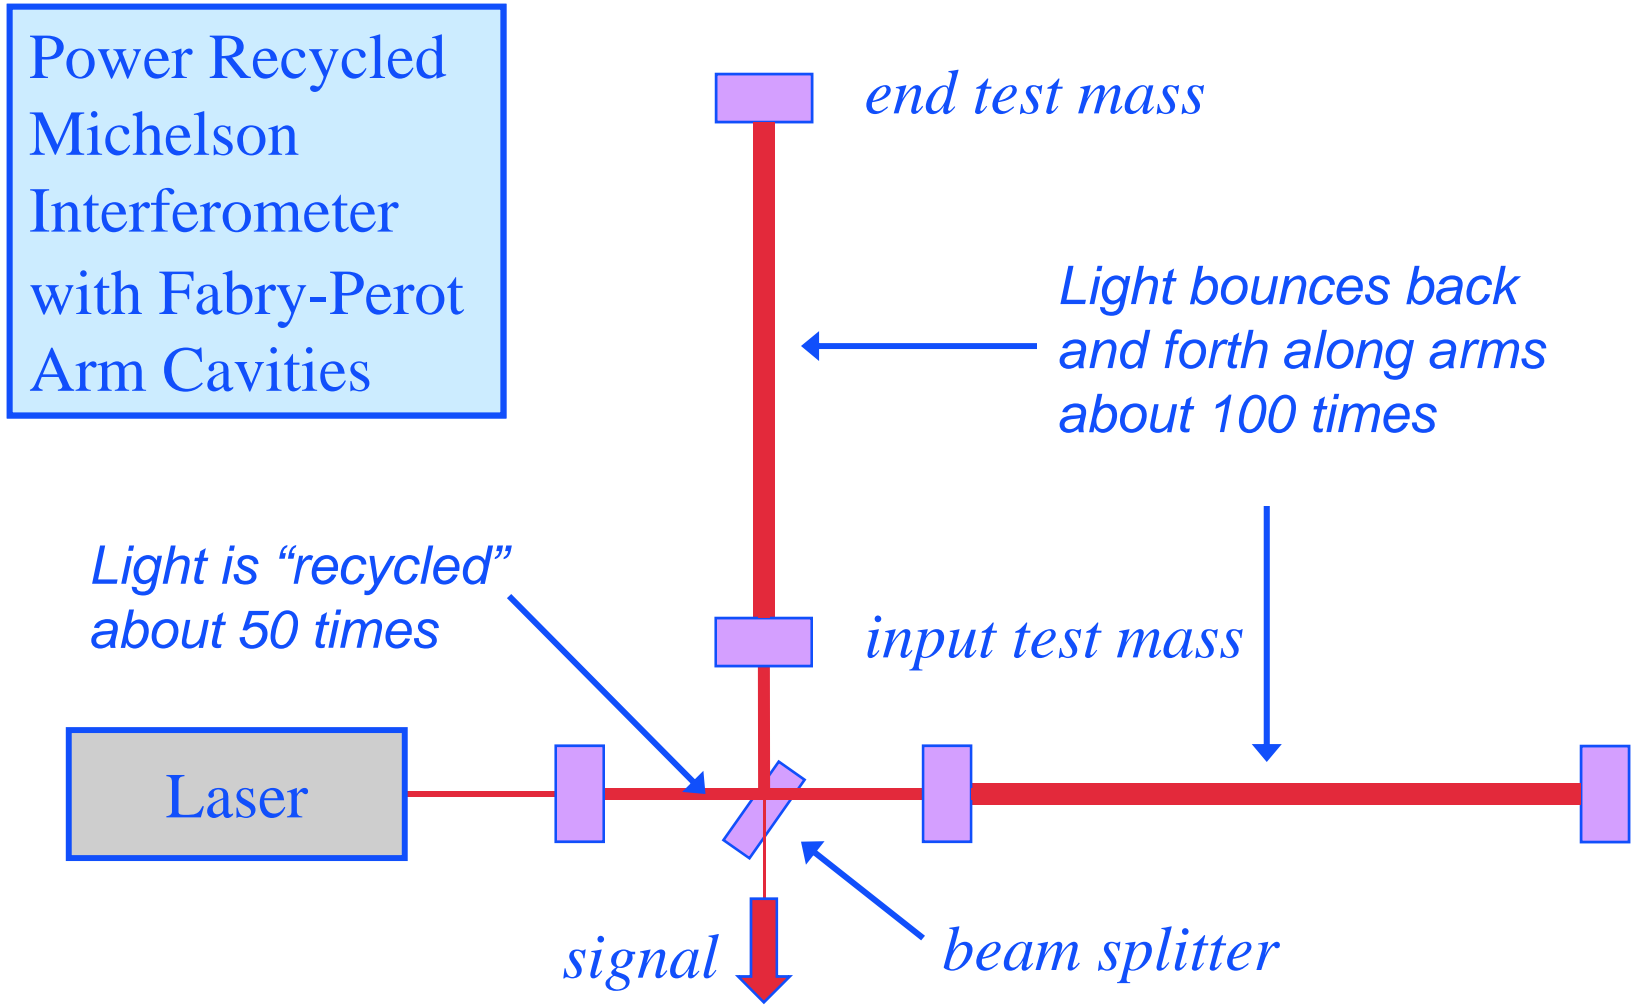 Power Recycled
Michelson
Interferometer
with Fabry-Perot
Arm Cavities
end test mass
Light bounces back
and forth along arms
about 100 times
Light is “recycled”
about 50 times
input test mass
Laser
signal
beam splitter